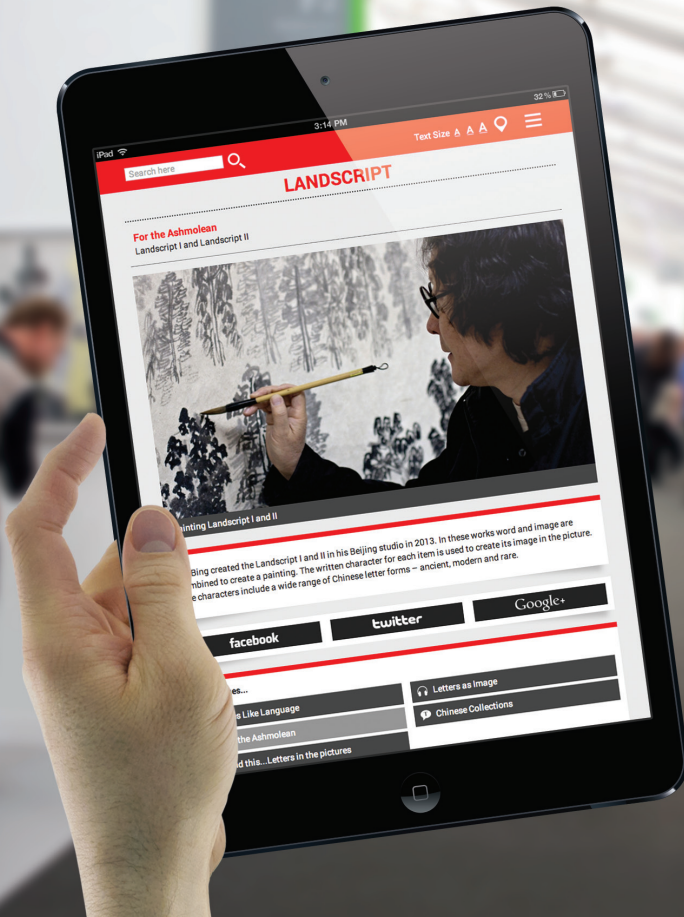 iPad
3:14 PM
32%
Search here
Text Size A A A
LANDSCRIPT
For the Ashmolean
Landscript I and Landscript II
inting Landscript I and II
Bing created the Landscript I and II in his Beijing studio in 2013. In these works word and image are
mbined to create a painting. The written character for each item is used to create its image in the picture.
e characters include a wide range of Chinese letter forms – ancient, modern and rare.
facebook
twitter
Google+
es...
s Like Language
the Ashmolean
d this...Letters in the pictures
Letters as Image
Chinese Collections